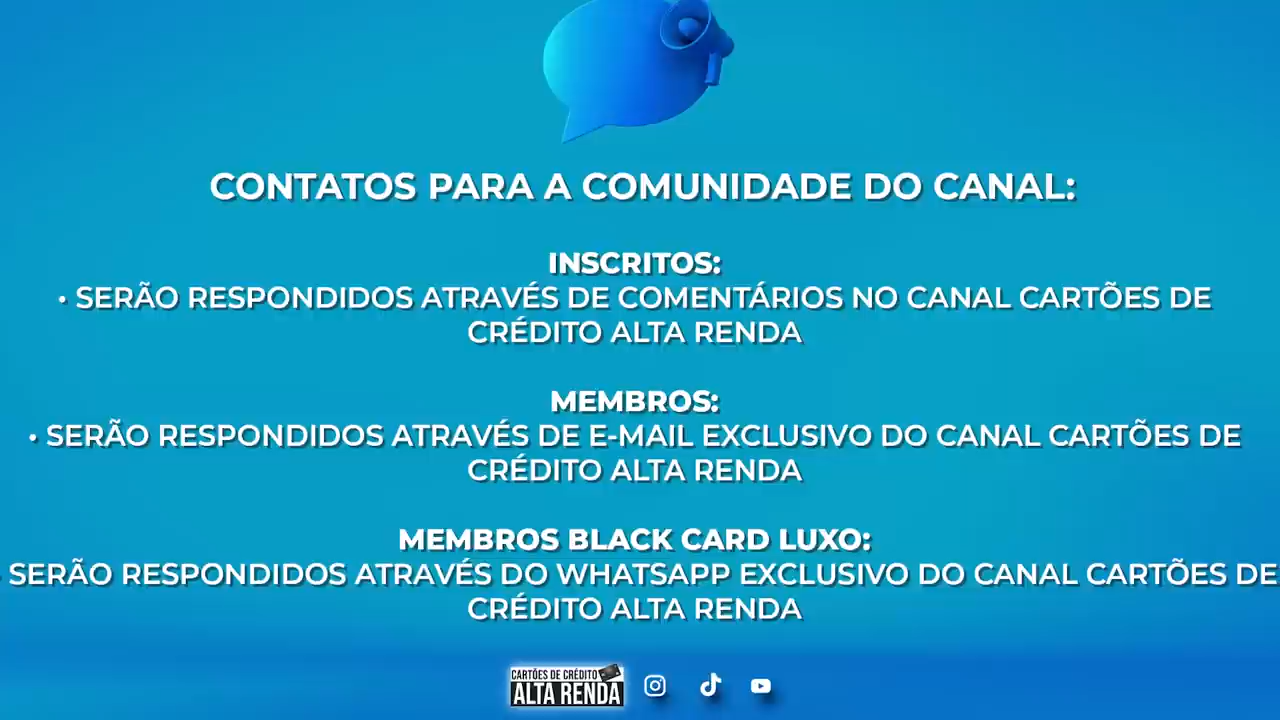 CONTATOS PARA A COMUNIDADE DO CANAL:
INSCRITOS:
• SERÃO RESPONDIDOS ATRAVÉS DE COMENTÁRIOS NO CANAL CARTÕES DE
CRÉDITO ALTA RENDA
MEMBROS:
• SERÃO RESPONDIDOS ATRAVÉS DE E-MAIL EXCLUSIVO DO CANAL CARTÕES DE
CRÉDITO ALTA RENDA
MEMBROS BLACK CARD LUXO:
SERÃO RESPONDIDOS ATRAVÉS DO WHATSAPP EXCLUSIVO DO CANAL CARTÕES DE
CRÉDITO ALTA RENDA
CARTÕES DE CRÉDITO
ALTA RENDA